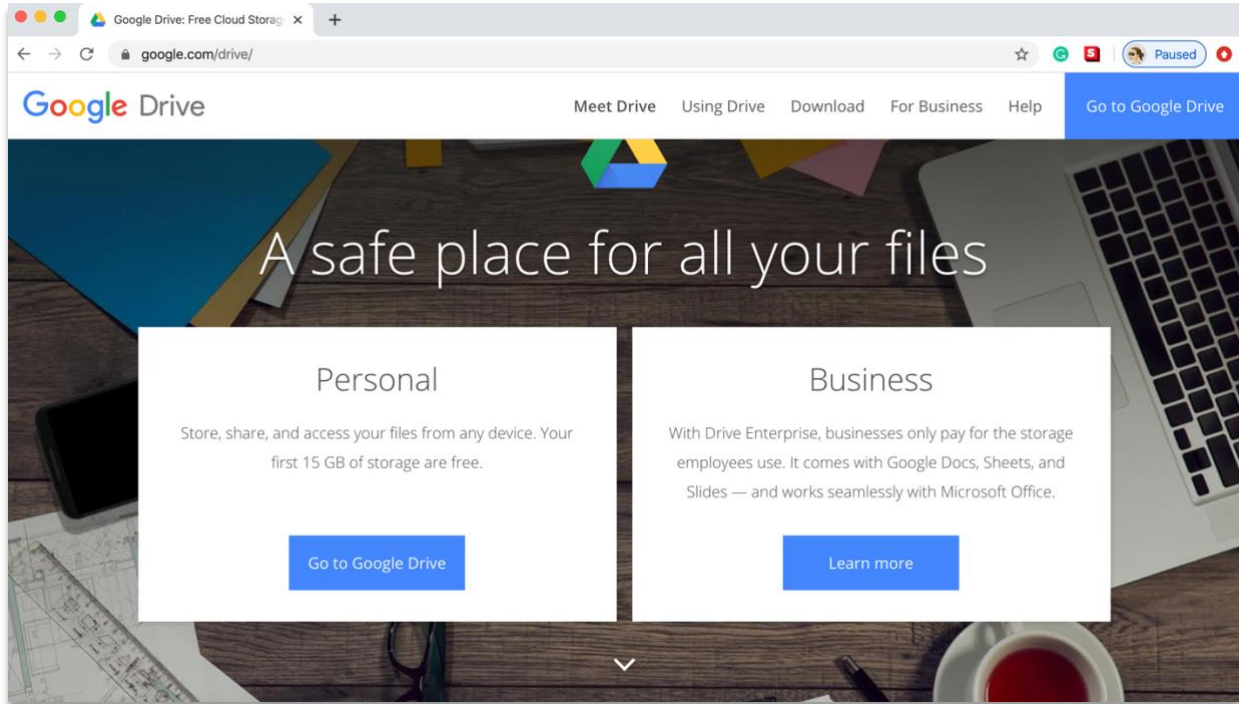 Google Drive: Free Cloud Storag
google.com/drive/
Paused
Google Drive
Meet Drive
Using Drive
Download
For Business
Help
Go to Google Drive
A safe place for all your files
Personal
Store, share, and access your files from any device. Your
first 15 GB of storage are free.
Go to Google Drive
Business
With Drive Enterprise, businesses only pay for the storage
employees use. It comes with Google Docs, Sheets, and
Slides — and works seamlessly with Microsoft Office.
Learn more